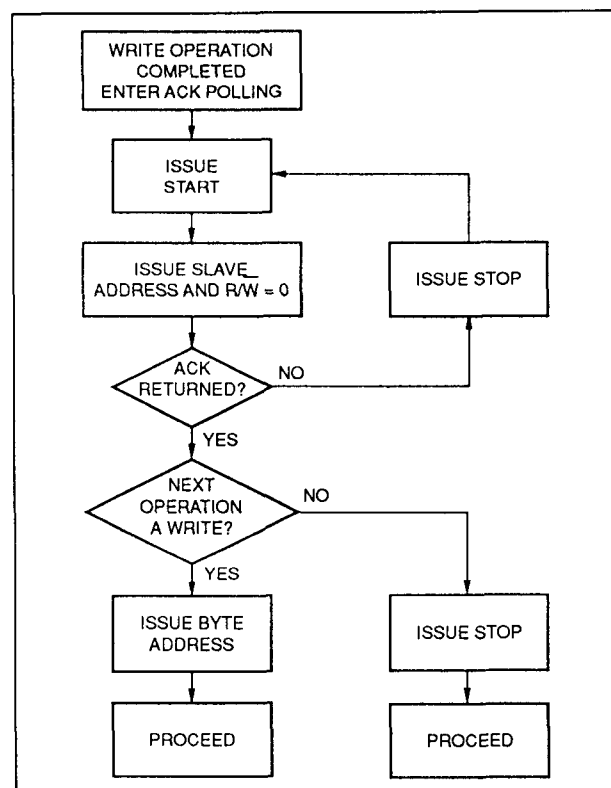 WRITE OPERATION
COMPLETED
ENTER ACK POLLING
ISSUE
START
ISSUE SLAVE
ADDRESS AND R/W̅ = 0
ISSUE STOP
ACK
RETURNED?
NO
YES
NEXT
OPERATION
A WRITE?
NO
YES
ISSUE BYTE
ADDRESS
ISSUE STOP
PROCEED
PROCEED